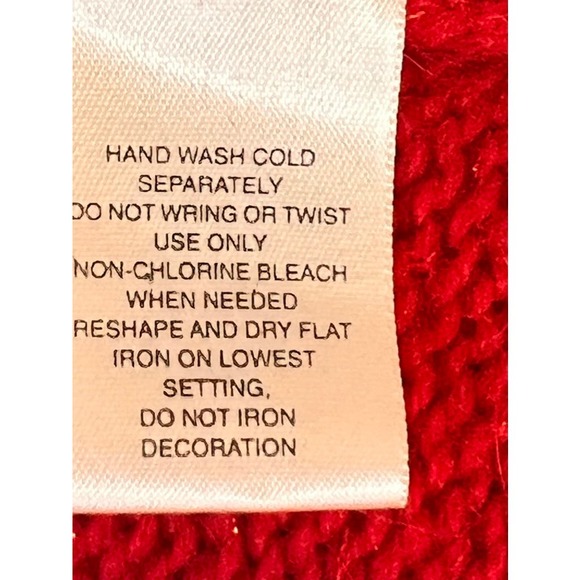 HAND WASH COLD
SEPARATELY
DO NOT WRING OR TWIST
USE ONLY
NON-CHLORINE BLEACH
WHEN NEEDED
RESHAPE AND DRY FLAT
IRON ON LOWEST
SETTING,
DO NOT IRON
DECORATION